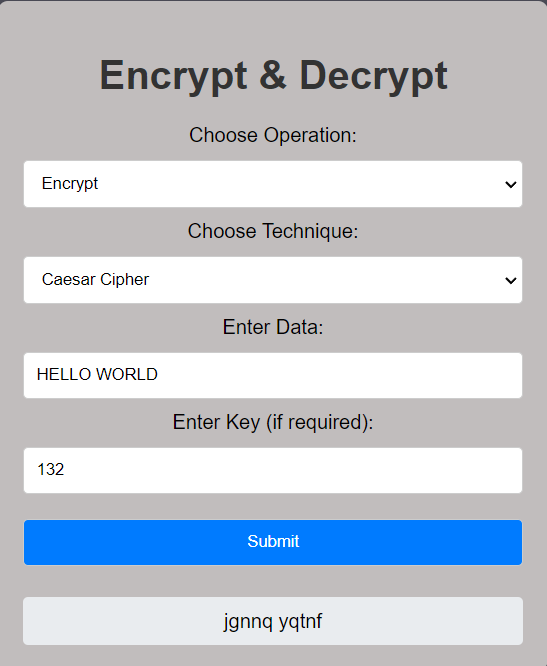 Encrypt & Decrypt
Choose Operation:
Encrypt
Choose Technique:
Caesar Cipher
Enter Data:
HELLO WORLD
Enter Key (if required):
132
Submit
jgnnq yqtnf